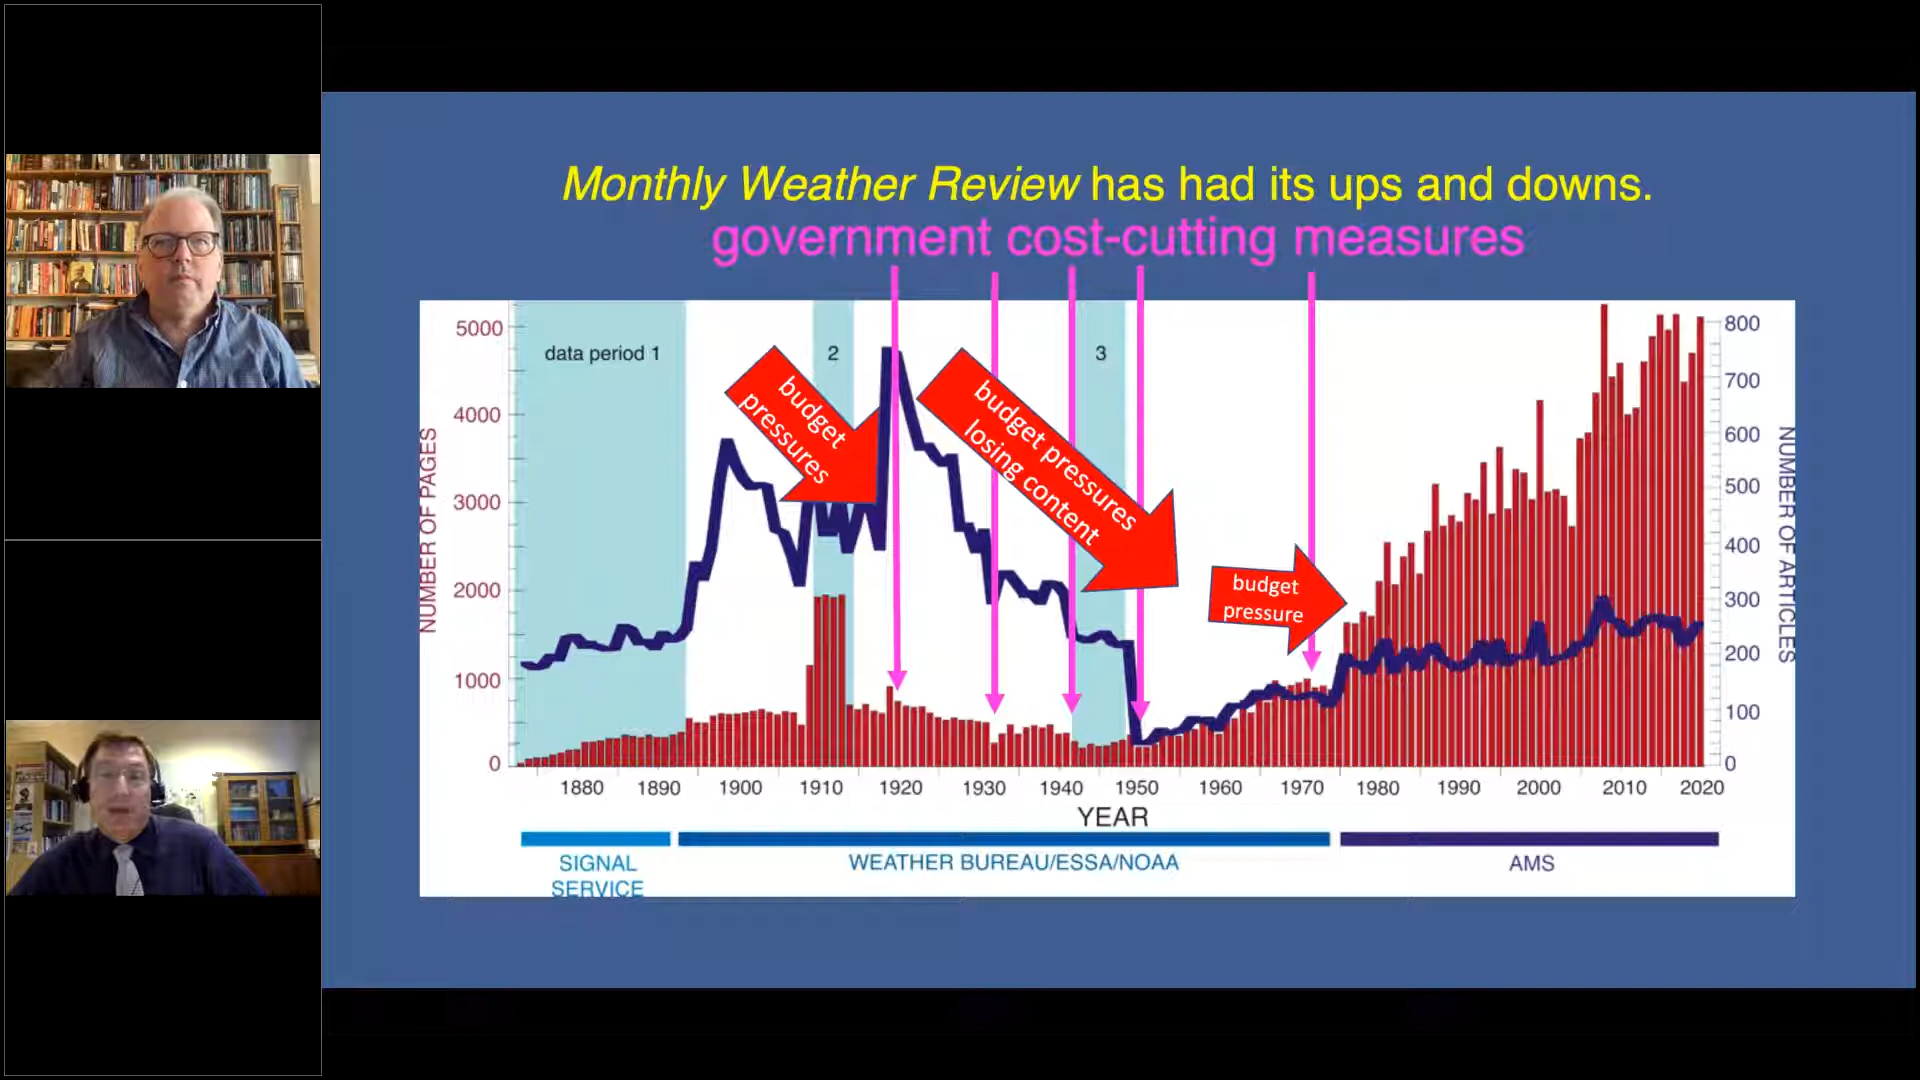 Monthly Weather Review has had its ups and downs.
government cost-cutting measures
data period 1
2
3
budget
pressures
budget pressures
losing content
budget
pressure
NUMBER OF PAGES
5000
4000
3000
2000
1000
0
800
700
600
500
400
300
200
100
0
NUMBER OF ARTICLES
1880 1890 1900 1910 1920 1930 1940 1950 1960 1970 1980 1990 2000 2010 2020
YEAR
SIGNAL
SERVICE
WEATHER BUREAU/ESSA/NOAA
AMS